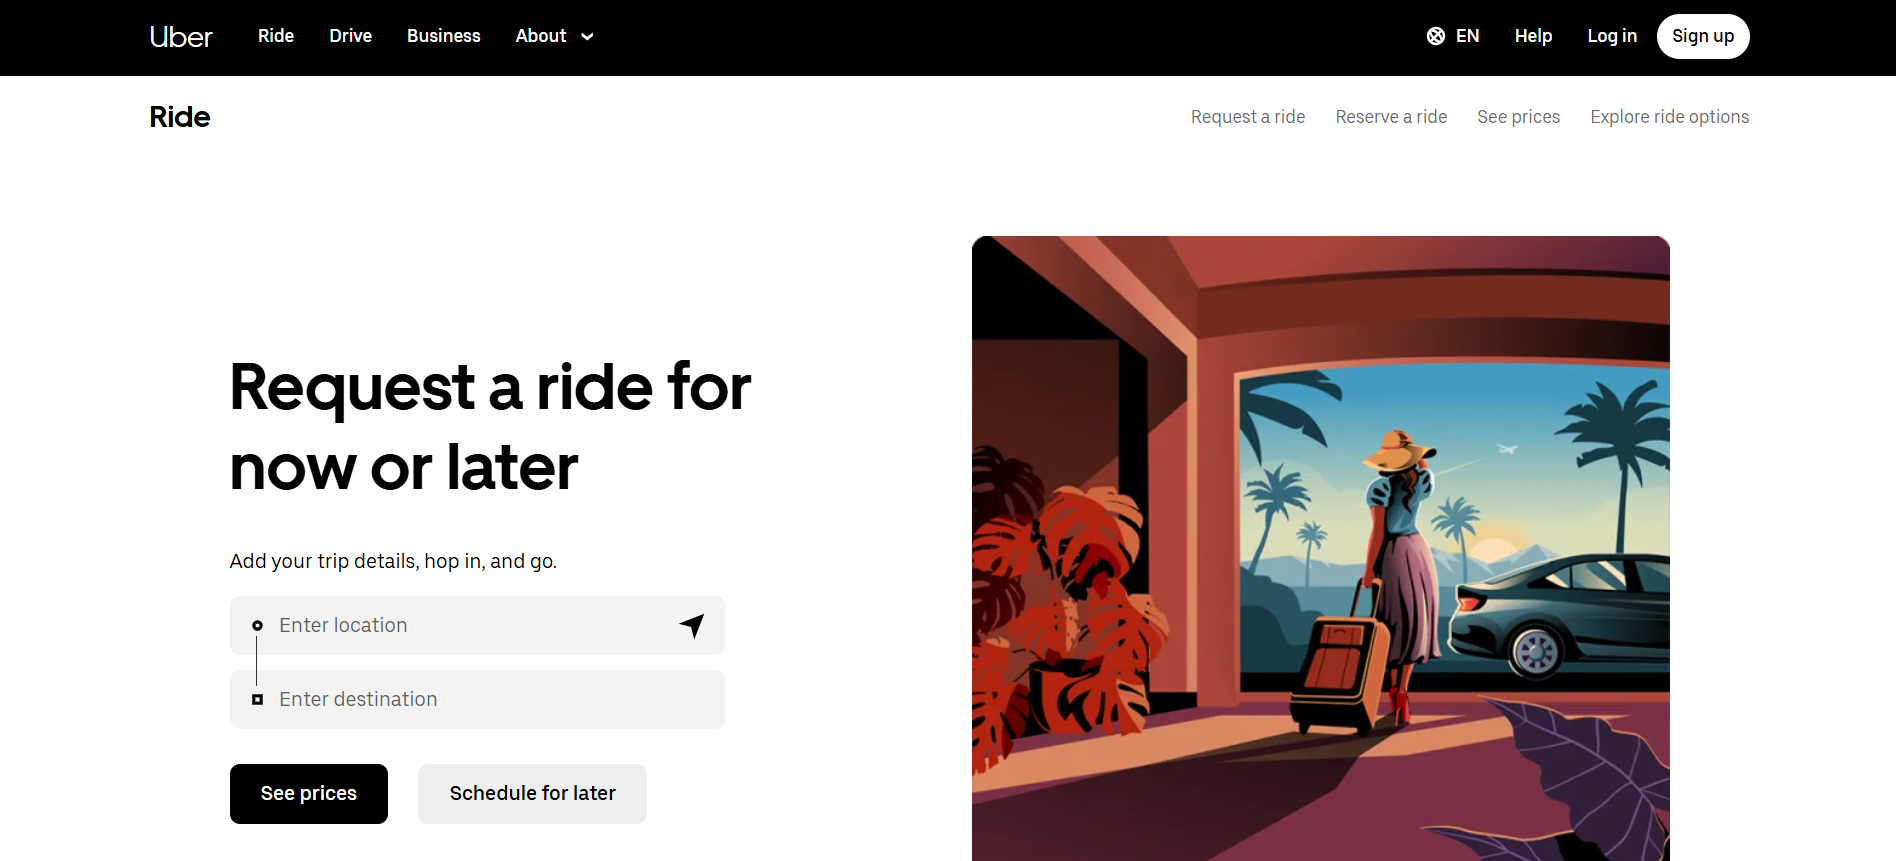 Uber Ride Drive Business About EN Help Log in Sign up
Ride Request a ride Reserve a ride See prices Explore ride options
Request a ride for
now or later
Add your trip details, hop in, and go.
Enter location
Enter destination
See prices Schedule for later